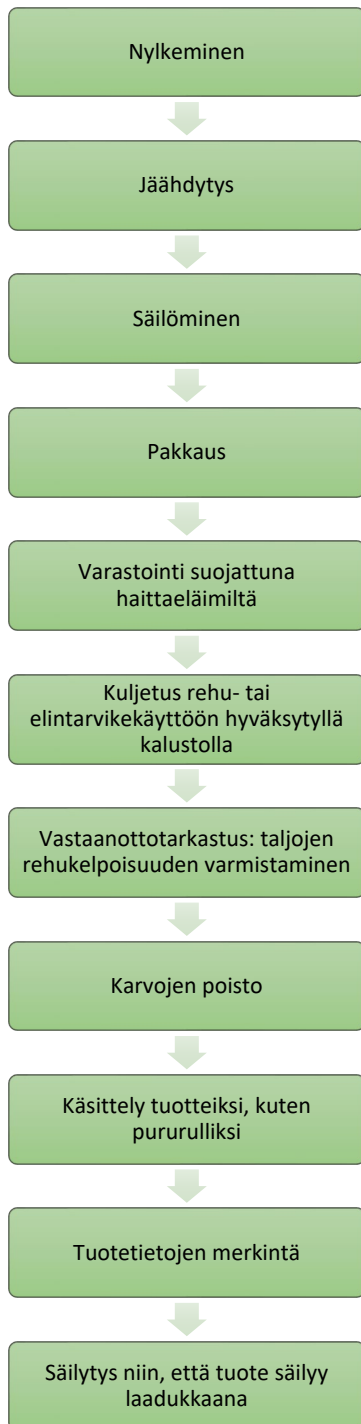 Nylkeminen
Jäähdytys
Säilöminen
Pakkaus
Varastointi suojattuna
haittaeläimiltä
Kuljetus rehu- tai
elintarvikekäyttöön hyväksytyllä
kalustolla
Vastaanottotarkastus: taljojen
rehukelpoisuuden varmistaminen
Karvojen poisto
Käsittely tuotteiksi, kuten
pururulliksi
Tuotetietojen merkintä
Säilytys niin, että tuote säilyy
laadukkaana